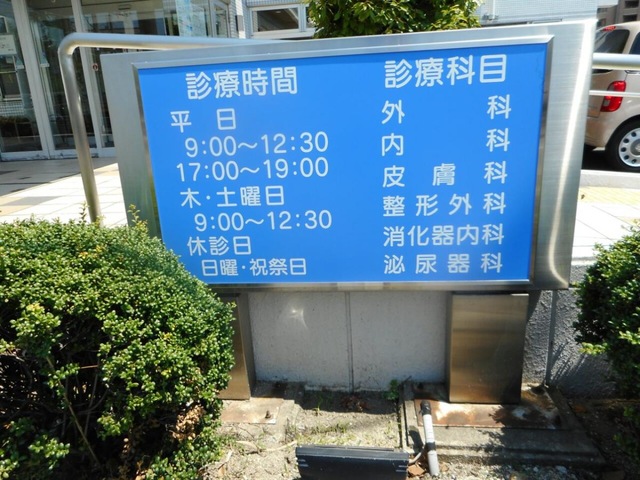 診療時間
平日
9:00～12:30
17:00～19:00
木・土曜日
9:00～12:30
休診日
日曜・祝祭日
診療科目
外科
内科
皮膚科
整形外科
消化器内科
泌尿器科